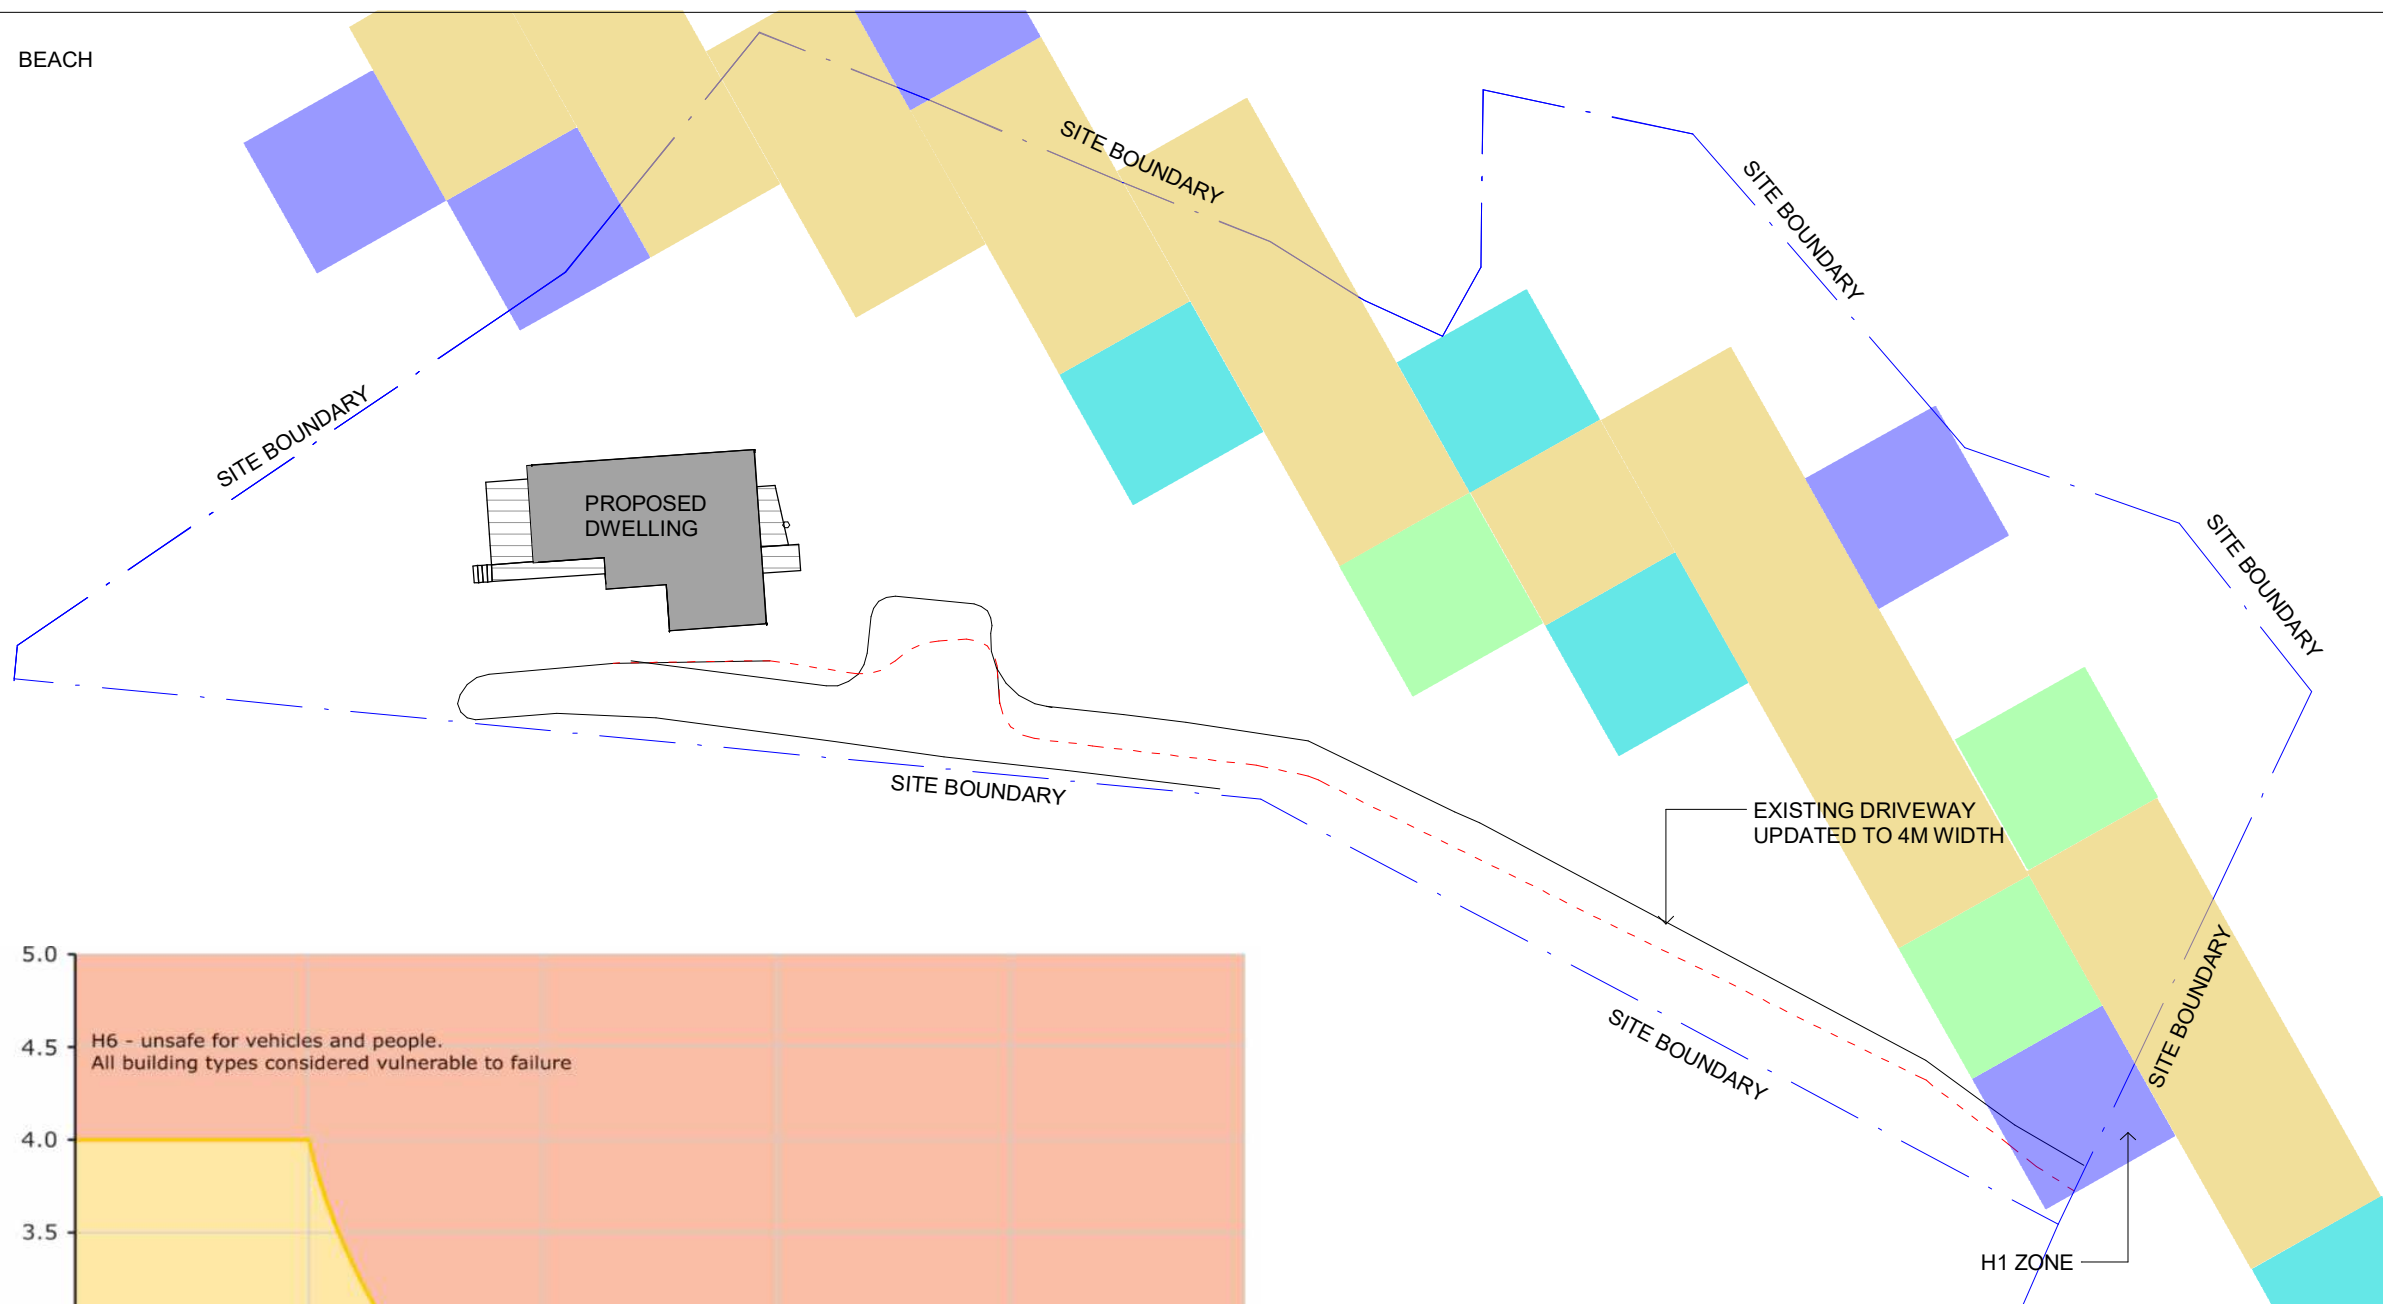 BEACH
SITE BOUNDARY
SITE BOUNDARY
SITE BOUNDARY
PROPOSED
DWELLING
SITE BOUNDARY
SITE BOUNDARY
EXISTING DRIVEWAY
UPDATED TO 4M WIDTH
SITE BOUNDARY
SITE BOUNDARY
H1 ZONE
5.0
H6 - unsafe for vehicles and people.
4.5
All building types considered vulnerable to failure
4.0
3.5